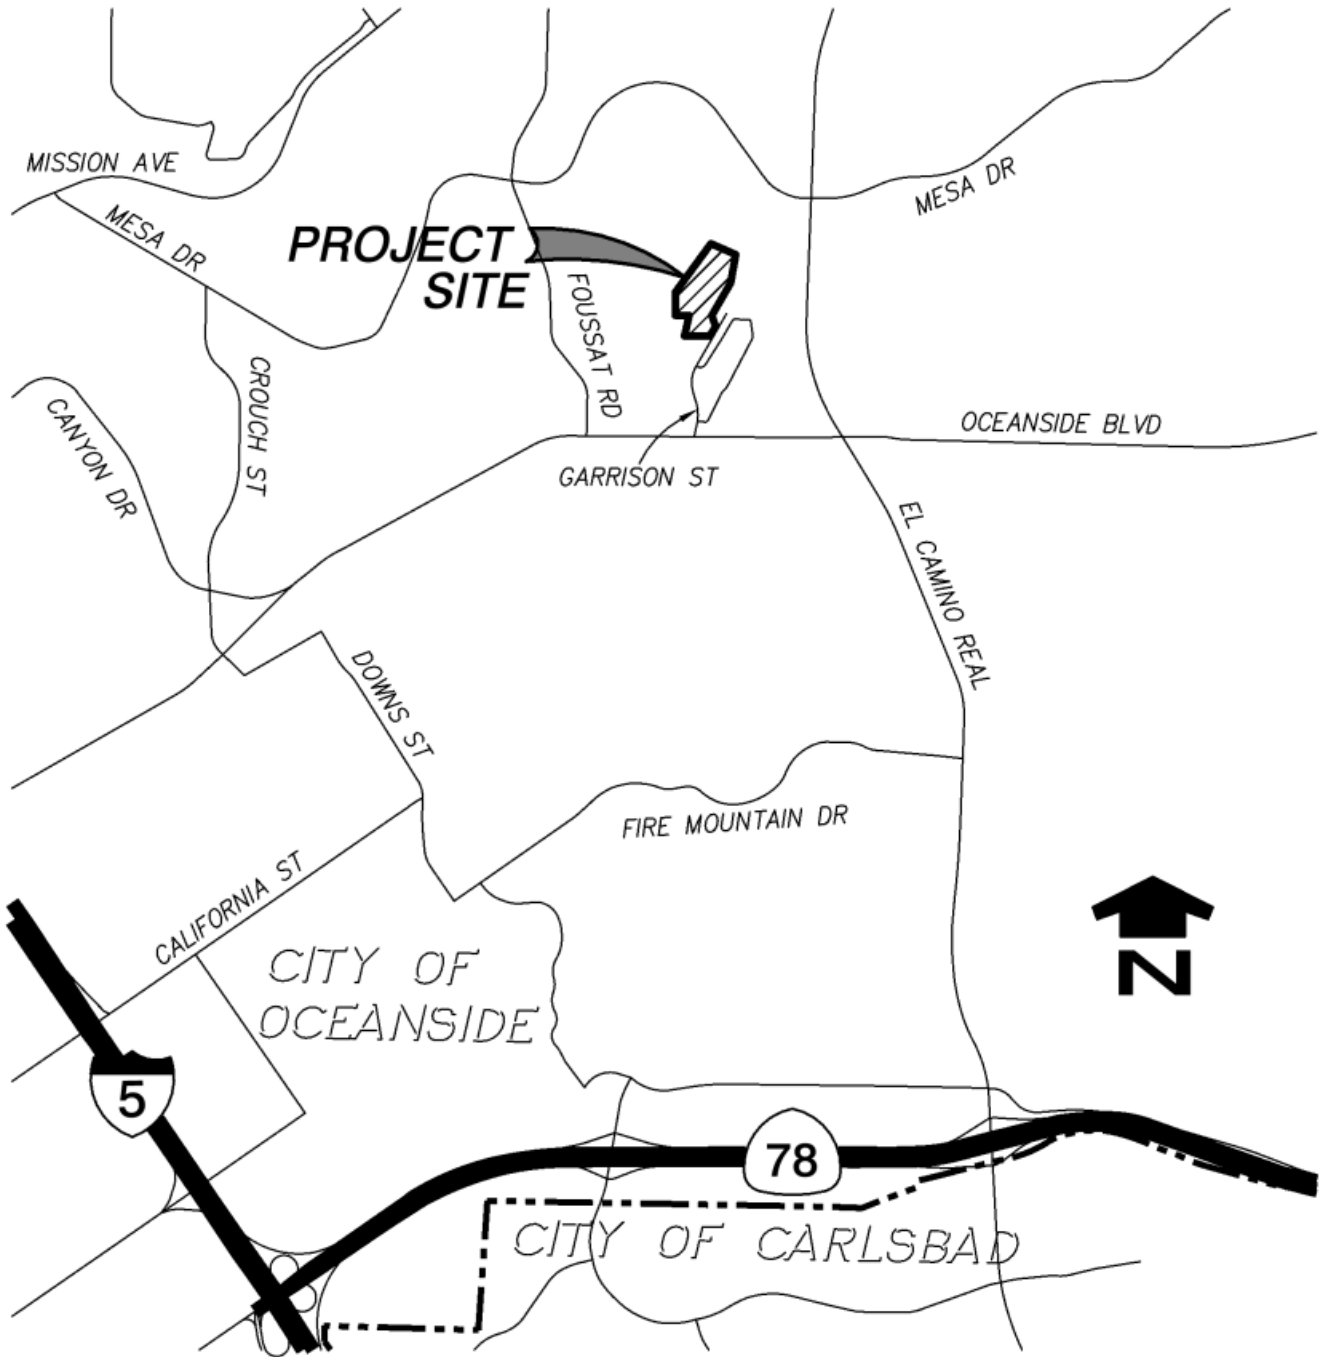 MISSION AVE
MESA DR
MESA DR
PROJECT
SITE
FOUSSAT RD
CROUCH ST
CANYON DR
OCEANSIDE BLVD
GARRISON ST
EL CAMINO REAL
DOWNS ST
FIRE MOUNTAIN DR
CALIFORNIA ST
CITY OF
OCEANSIDE
N
5
78
CITY OF CARLSBAD